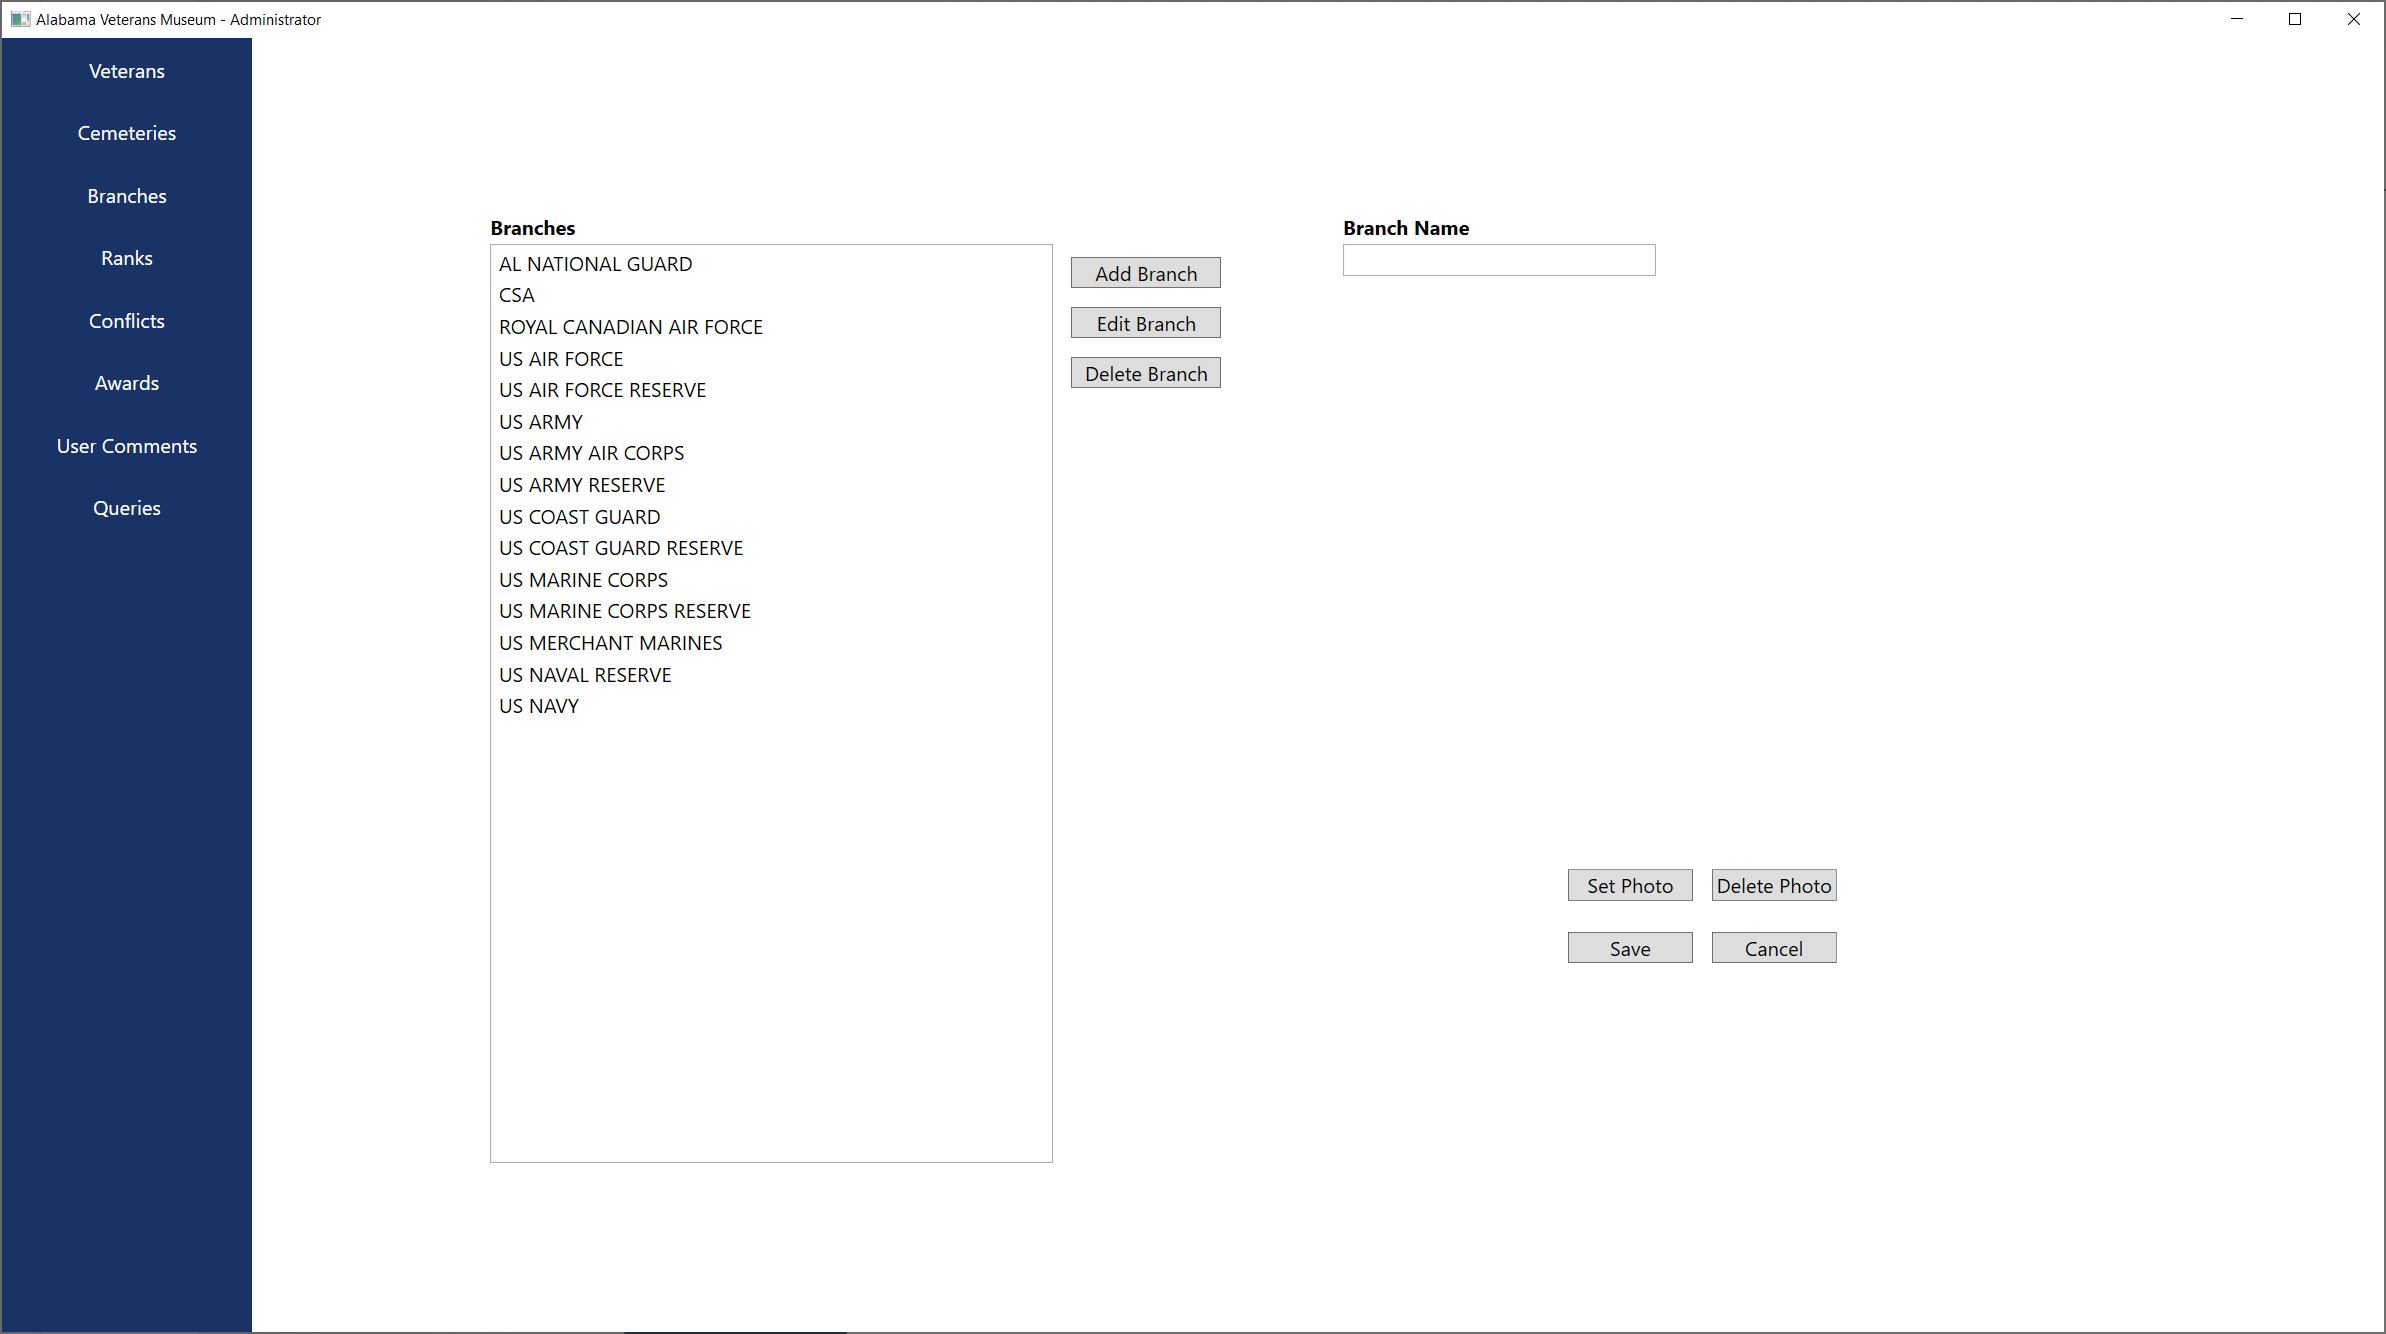 Alabama Veterans Museum - Administrator
Veterans
Cemeteries
Branches
Ranks
Conflicts
Awards
User Comments
Queries
Branches
AL NATIONAL GUARD
CSA
ROYAL CANADIAN AIR FORCE
US AIR FORCE
US AIR FORCE RESERVE
US ARMY
US ARMY AIR CORPS
US ARMY RESERVE
US COAST GUARD
US COAST GUARD RESERVE
US MARINE CORPS
US MARINE CORPS RESERVE
US MERCHANT MARINES
US NAVAL RESERVE
US NAVY
Add Branch
Edit Branch
Delete Branch
Branch Name
Set Photo
Delete Photo
Save
Cancel